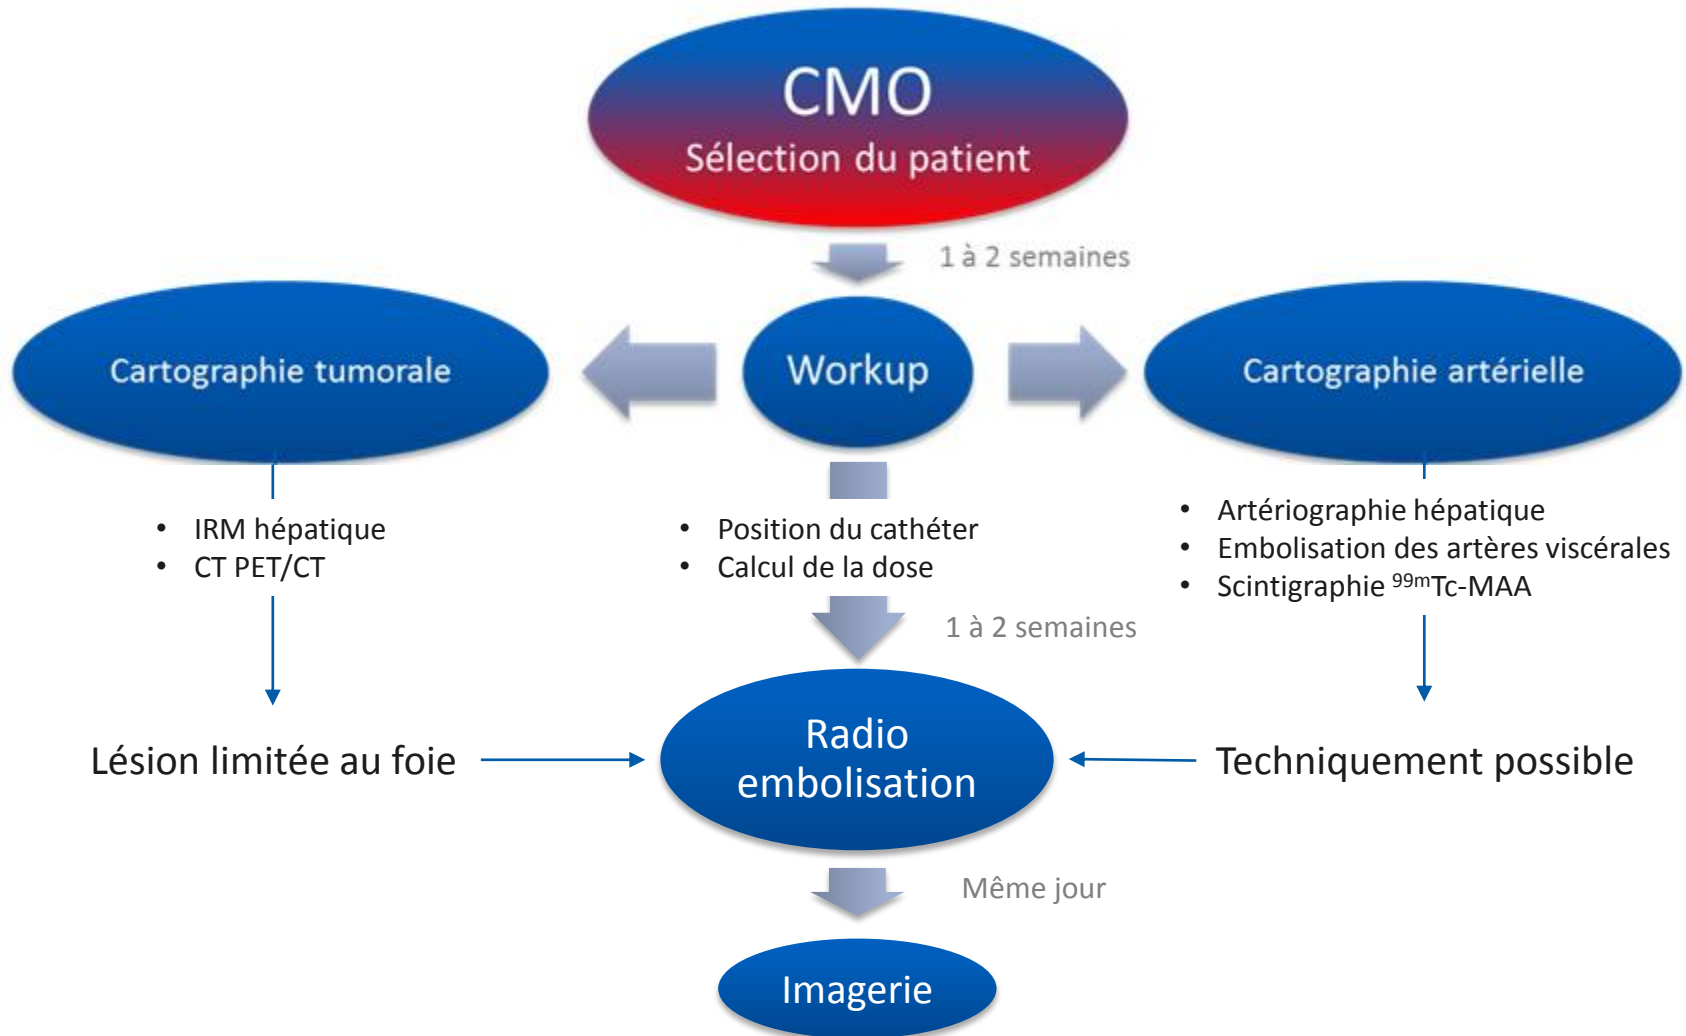 CMO
Sélection du patient
1 à 2 semaines
Cartographie tumorale
Workup
Cartographie artérielle
• IRM hépatique
• CT PET/CT
• Position du cathéter
• Calcul de la dose
• Artériographie hépatique
• Embolisation des artères viscérales
• Scintigraphie ⁹⁹ᵐTc-MAA
1 à 2 semaines
Lésion limitée au foie
Radio
embolisation
Techniquement possible
Même jour
Imagerie